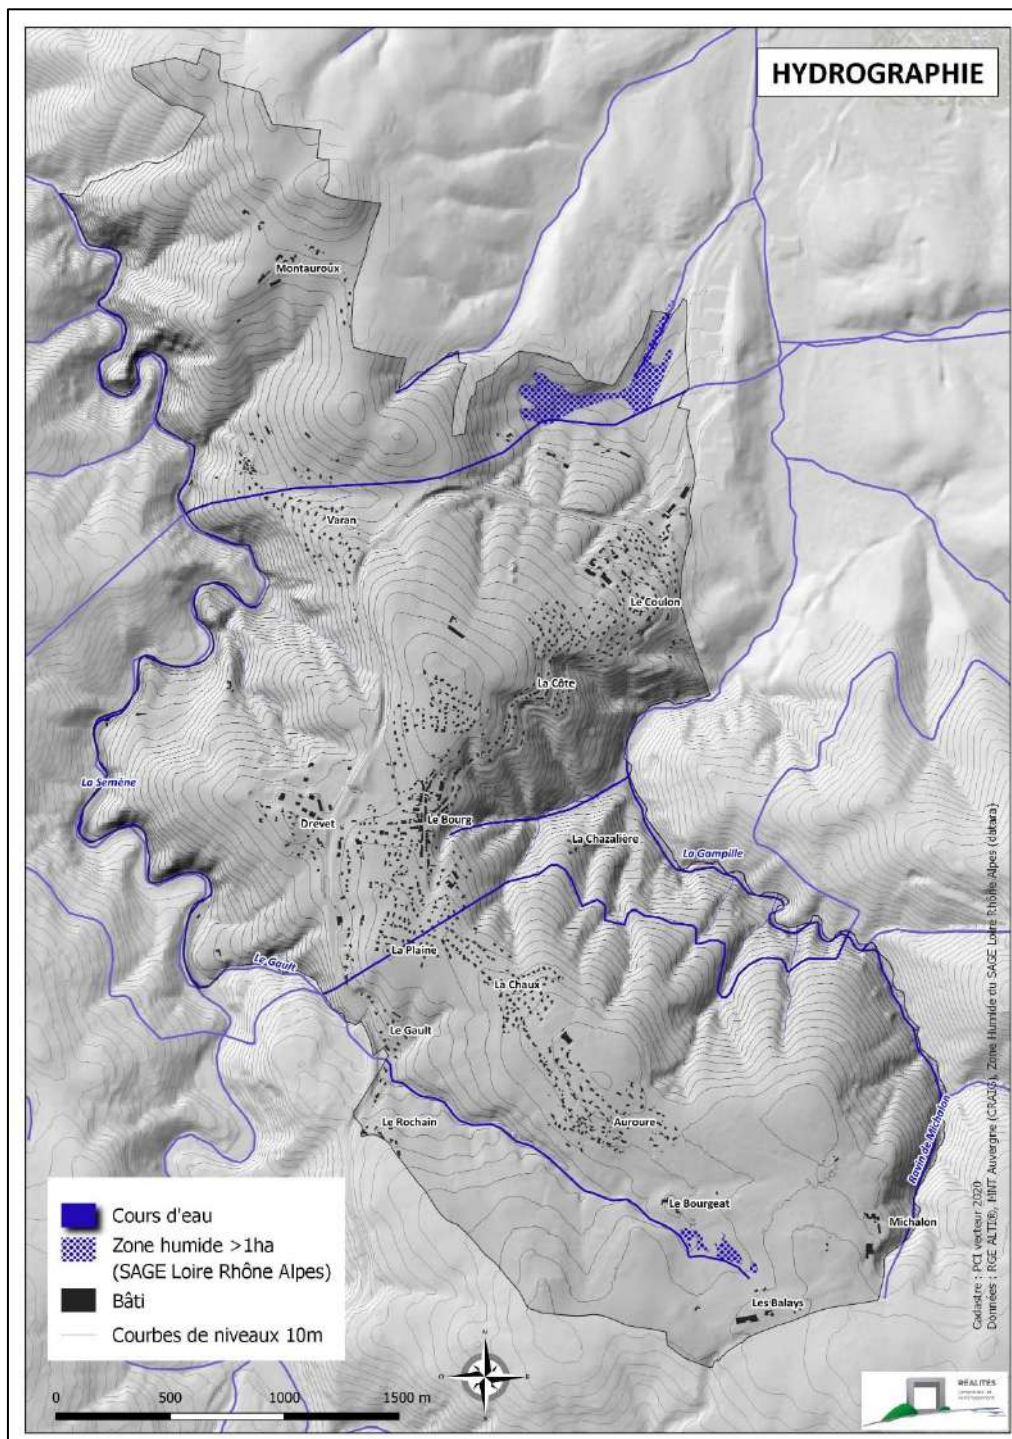 HYDROGRAPHIE
Montauroux
Varan
Le Coulon
La Côte
La Semène
Drevet
Le Bourg
La Chazalière
La Gampille
La Plaine
Le Gault
La Chaux
Le Gault
Le Rochain
Auroure
Ravin de Michalon
Le Bourgeat
Michalon
Les Balays
Cours d'eau
Zone humide >1ha
(SAGE Loire Rhône Alpes)
Bâti
Courbes de niveaux 10m
0 500 1000 1500 m
N
O E
S
Cadastre : PCI vecteur 2020
Données : RGE ALTI®, MNT Auvergne (CRAIG), Zone Humide du SAGE Loire Rhône Alpes (datara)
RÉALITÉS